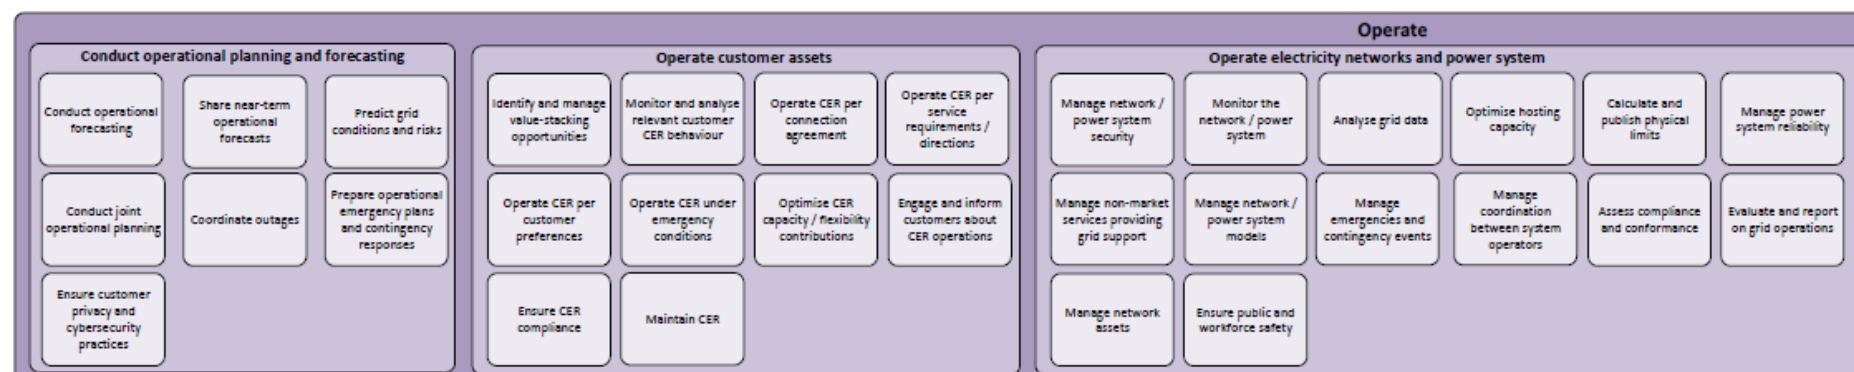 Operate
Conduct operational planning and forecasting
Conduct operational
forecasting
Share near-term
operational
forecasts
Predict grid
conditions and risks
Conduct joint
operational planning
Coordinate outages
Prepare operational
emergency plans
and contingency
responses
Ensure customer
privacy and
cybersecurity
practices
Operate customer assets
Identify and manage
value-stacking
opportunities
Monitor and analyse
relevant customer
CER behaviour
Operate CER per
connection
agreement
Operate CER per
service
requirements /
directions
Operate CER per
customer
preferences
Operate CER under
emergency
conditions
Optimise CER
capacity / flexibility
contributions
Engage and inform
customers about
CER operations
Ensure CER
compliance
Maintain CER
Operate electricity networks and power system
Manage network /
power system
security
Monitor the
network / power
system
Analyse grid data
Optimise hosting
capacity
Calculate and
publish physical
limits
Manage power
system reliability
Manage non-market
services providing
grid support
Manage network /
power system
models
Manage
emergencies and
contingency events
Manage
coordination
between system
operators
Assess compliance
and conformance
Evaluate and report
on grid operations
Manage network
assets
Ensure public and
workforce safety